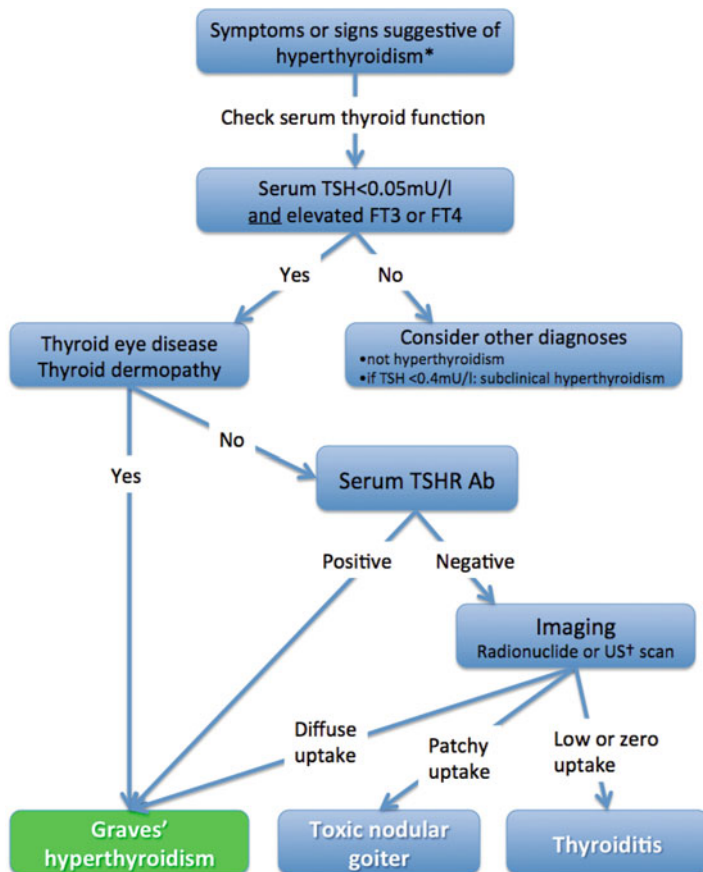 Symptoms or signs suggestive of
hyperthyroidism*
Check serum thyroid function
Serum TSH<0.05mU/l
and elevated FT3 or FT4
Yes
No
Thyroid eye disease
Thyroid dermopathy
Consider other diagnoses
•not hyperthyroidism
•if TSH <0.4mU/l: subclinical hyperthyroidism
Yes
No
Serum TSHR Ab
Positive
Negative
Imaging
Radionuclide or US† scan
Diffuse
uptake
Patchy
uptake
Low or zero
uptake
Graves’
hyperthyroidism
Toxic nodular
goiter
Thyroiditis